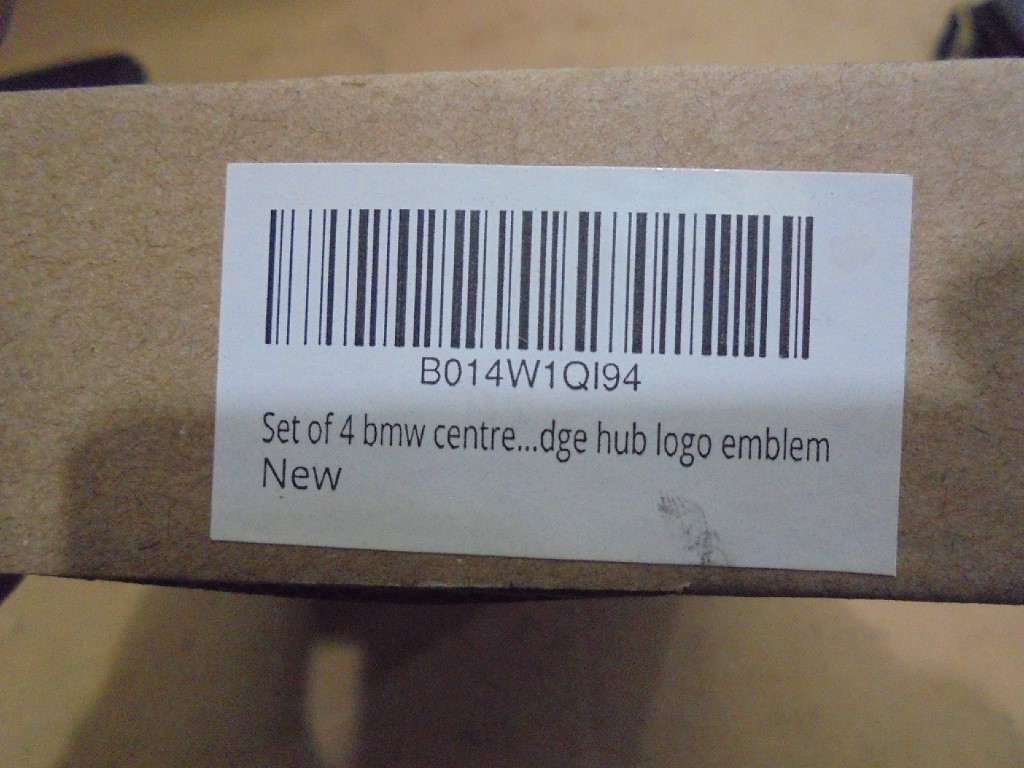 B014W1QI94
Set of 4 bmw centre...dge hub logo emblem
New